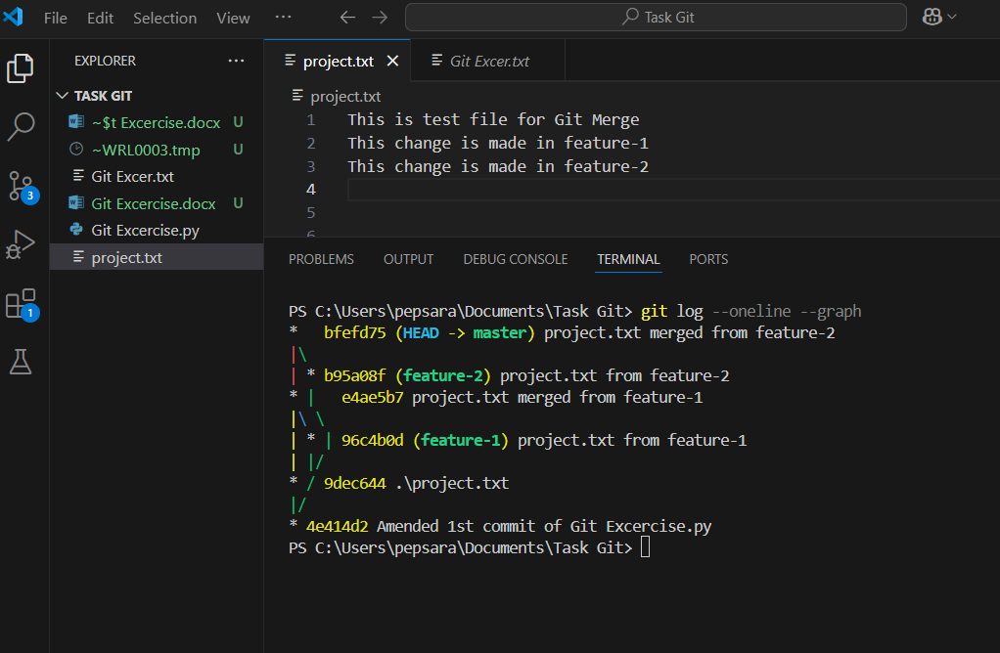 File Edit Selection View ··· Task Git
EXPLORER ···
TASK GIT
~$t Excercise.docx U
~WRL0003.tmp U
Git Excer.txt
Git Excercise.docx U
Git Excercise.py
project.txt
3
1
project.txt Git Excer.txt
project.txt
1 This is test file for Git Merge
2 This change is made in feature-1
3 This change is made in feature-2
4
5
6
PROBLEMS OUTPUT DEBUG CONSOLE TERMINAL PORTS
PS C:\Users\pepsara\Documents\Task Git> git log --oneline --graph
*   bfefd75 (HEAD -> master) project.txt merged from feature-2
|\
| * b95a08f (feature-2) project.txt from feature-2
* |   e4ae5b7 project.txt merged from feature-1
|\ \
| * | 96c4b0d (feature-1) project.txt from feature-1
| |/
* / 9dec644 .\project.txt
|/
* 4e414d2 Amended 1st commit of Git Excercise.py
PS C:\Users\pepsara\Documents\Task Git>